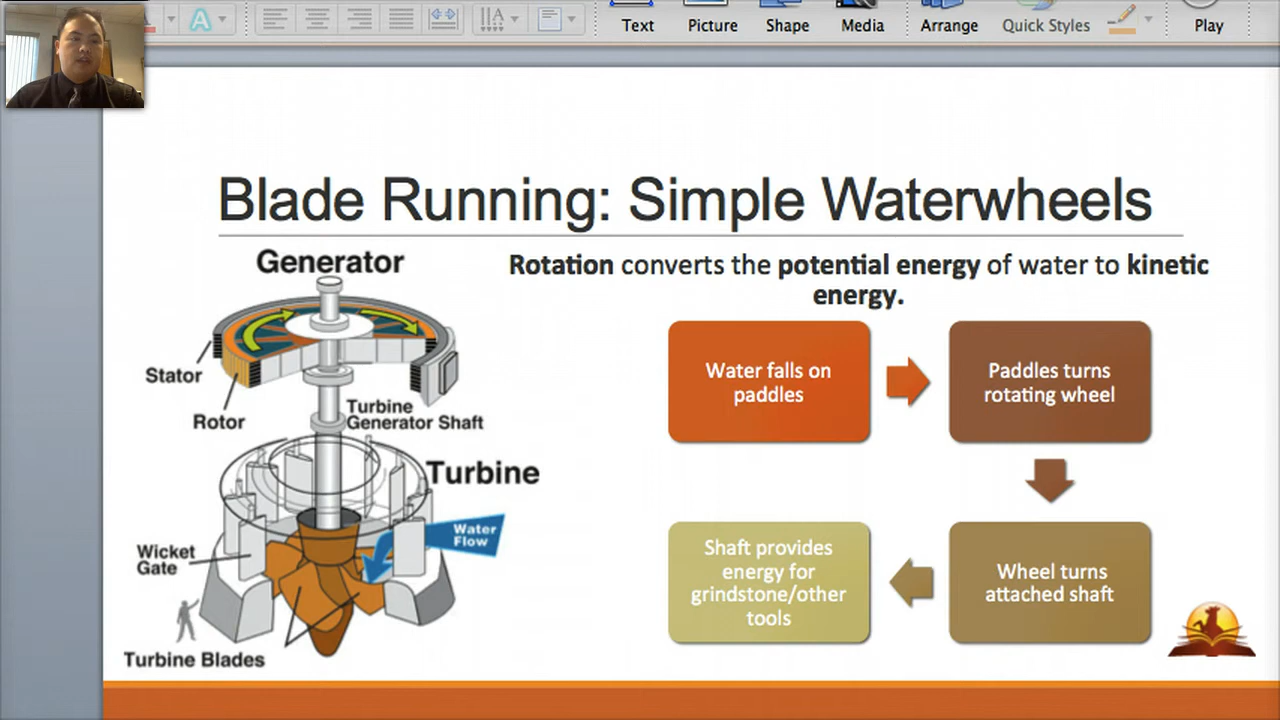 Text Picture Shape Media Arrange Quick Styles Play
Blade Running: Simple Waterwheels
Generator
Stator
Rotor
Turbine
Generator Shaft
Turbine
Water
Flow
Wicket
Gate
Turbine Blades
Rotation converts the potential energy of water to kinetic
energy.
Water falls on
paddles
Paddles turns
rotating wheel
Wheel turns
attached shaft
Shaft provides
energy for
grindstone/other
tools